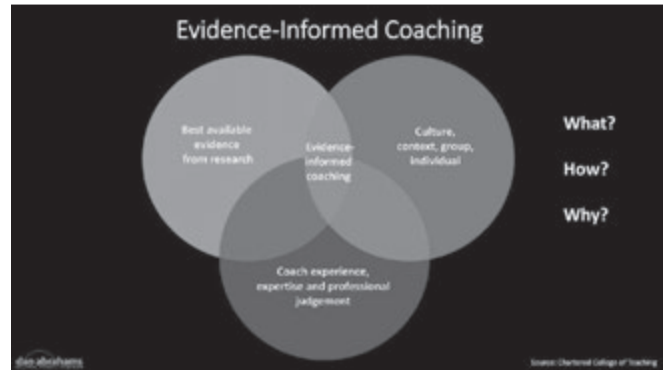 Evidence-Informed Coaching
Best available
evidence
from research
Evidence-
informed
coaching
Culture,
context, group,
individual
What?
How?
Why?
Coach experience,
expertise and professional
judgement
dan abrahams
Source: Chartered College of Teaching